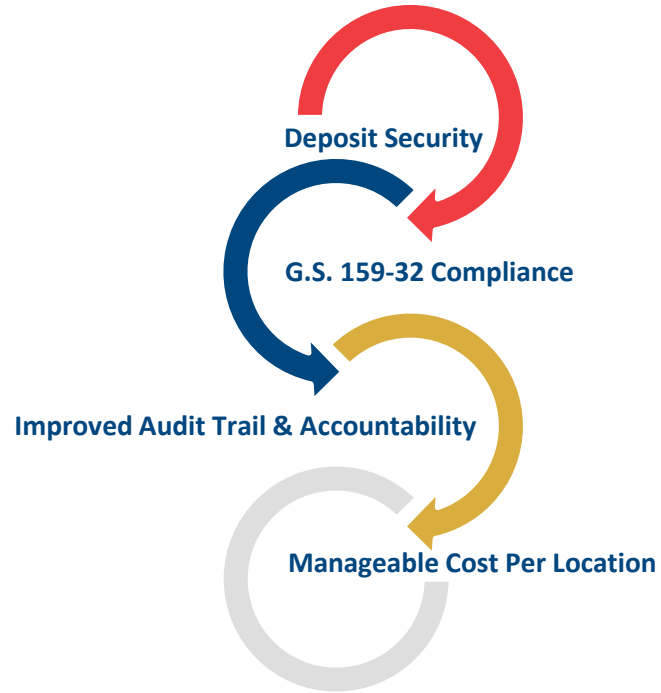 Deposit Security
G.S. 159-32 Compliance
Improved Audit Trail & Accountability
Manageable Cost Per Location